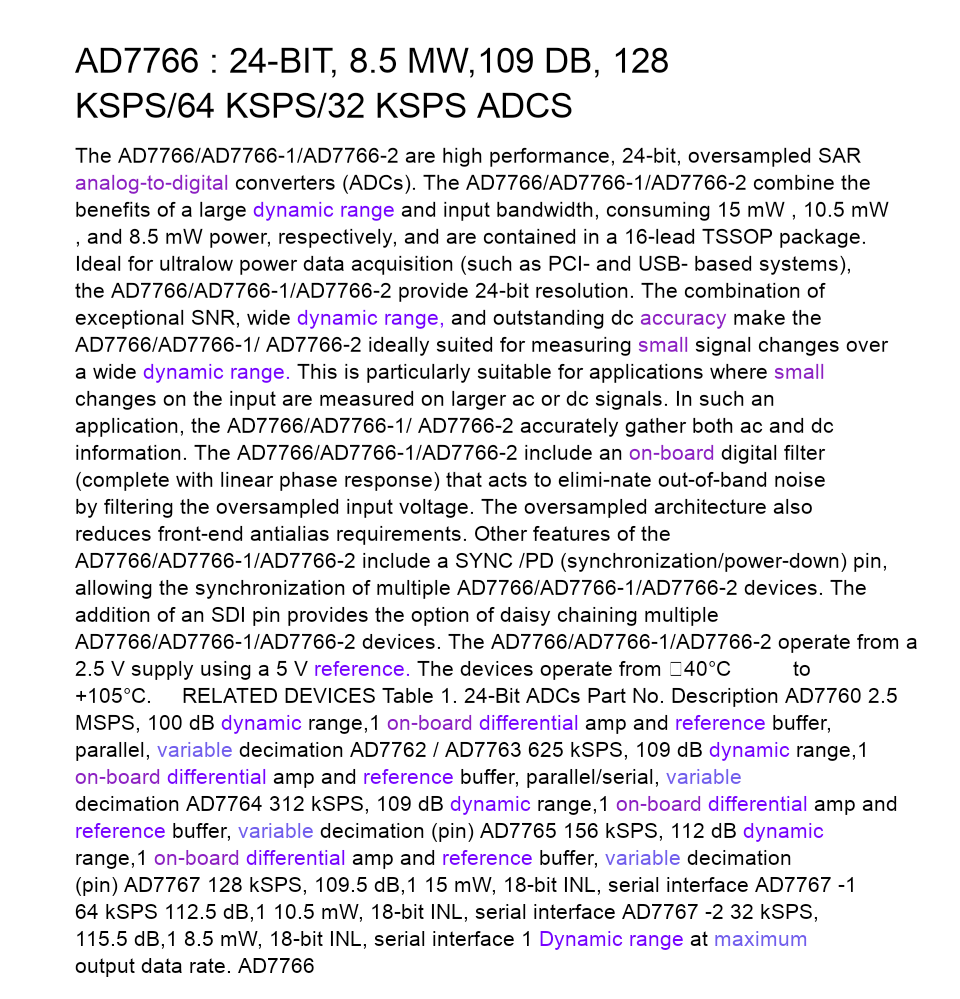 AD7766 : 24-BIT, 8.5 MW,109 DB, 128
KSPS/64 KSPS/32 KSPS ADCS
The AD7766/AD7766-1/AD7766-2 are high performance, 24-bit, oversampled SAR
analog-to-digital converters (ADCs). The AD7766/AD7766-1/AD7766-2 combine the
benefits of a large dynamic range and input bandwidth, consuming 15 mW , 10.5 mW
, and 8.5 mW power, respectively, and are contained in a 16-lead TSSOP package.
Ideal for ultralow power data acquisition (such as PCI- and USB- based systems),
the AD7766/AD7766-1/AD7766-2 provide 24-bit resolution. The combination of
exceptional SNR, wide dynamic range, and outstanding dc accuracy make the
AD7766/AD7766-1/ AD7766-2 ideally suited for measuring small signal changes over
a wide dynamic range. This is particularly suitable for applications where small
changes on the input are measured on larger ac or dc signals. In such an
application, the AD7766/AD7766-1/ AD7766-2 accurately gather both ac and dc
information. The AD7766/AD7766-1/AD7766-2 include an on-board digital filter
(complete with linear phase response) that acts to elimi-nate out-of-band noise
by filtering the oversampled input voltage. The oversampled architecture also
reduces front-end antialias requirements. Other features of the
AD7766/AD7766-1/AD7766-2 include a SYNC /PD (synchronization/power-down) pin,
allowing the synchronization of multiple AD7766/AD7766-1/AD7766-2 devices. The
addition of an SDI pin provides the option of daisy chaining multiple
AD7766/AD7766-1/AD7766-2 devices. The AD7766/AD7766-1/AD7766-2 operate from a
2.5 V supply using a 5 V reference. The devices operate from □40°C to
+105°C. RELATED DEVICES Table 1. 24-Bit ADCs Part No. Description AD7760 2.5
MSPS, 100 dB dynamic range,1 on-board differential amp and reference buffer,
parallel, variable decimation AD7762 / AD7763 625 kSPS, 109 dB dynamic range,1
on-board differential amp and reference buffer, parallel/serial, variable
decimation AD7764 312 kSPS, 109 dB dynamic range,1 on-board differential amp and
reference buffer, variable decimation (pin) AD7765 156 kSPS, 112 dB dynamic
range,1 on-board differential amp and reference buffer, variable decimation
(pin) AD7767 128 kSPS, 109.5 dB,1 15 mW, 18-bit INL, serial interface AD7767 -1
64 kSPS 112.5 dB,1 10.5 mW, 18-bit INL, serial interface AD7767 -2 32 kSPS,
115.5 dB,1 8.5 mW, 18-bit INL, serial interface 1 Dynamic range at maximum
output data rate. AD7766